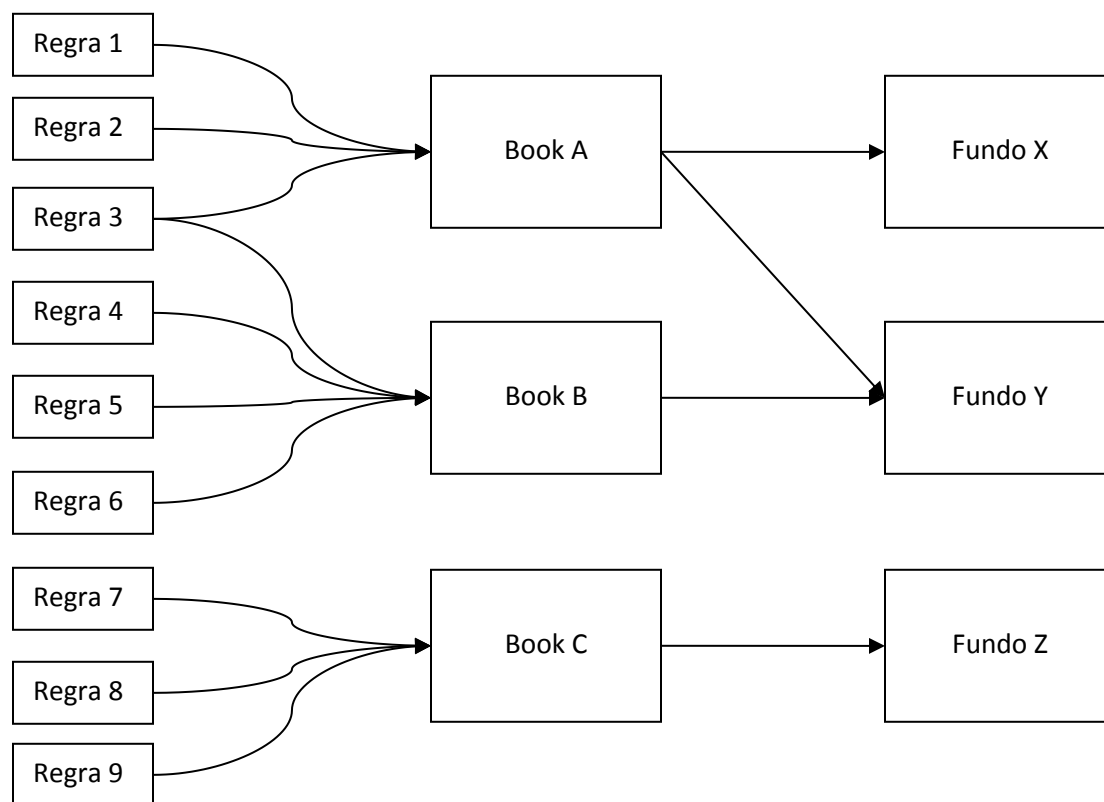 Regra 1
Regra 2
Regra 3
Regra 4
Regra 5
Regra 6
Regra 7
Regra 8
Regra 9
Book A
Book B
Book C
Fundo X
Fundo Y
Fundo Z